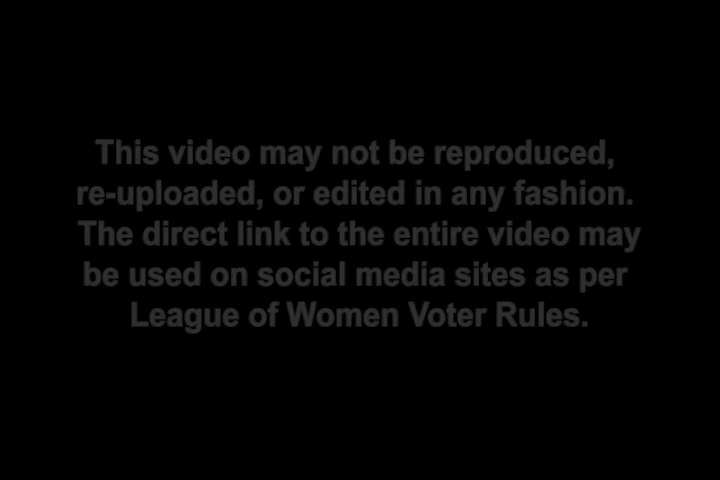 This video may not be reproduced,
re-uploaded, or edited in any fashion.
The direct link to the entire video may
be used on social media sites as per
League of Women Voter Rules.